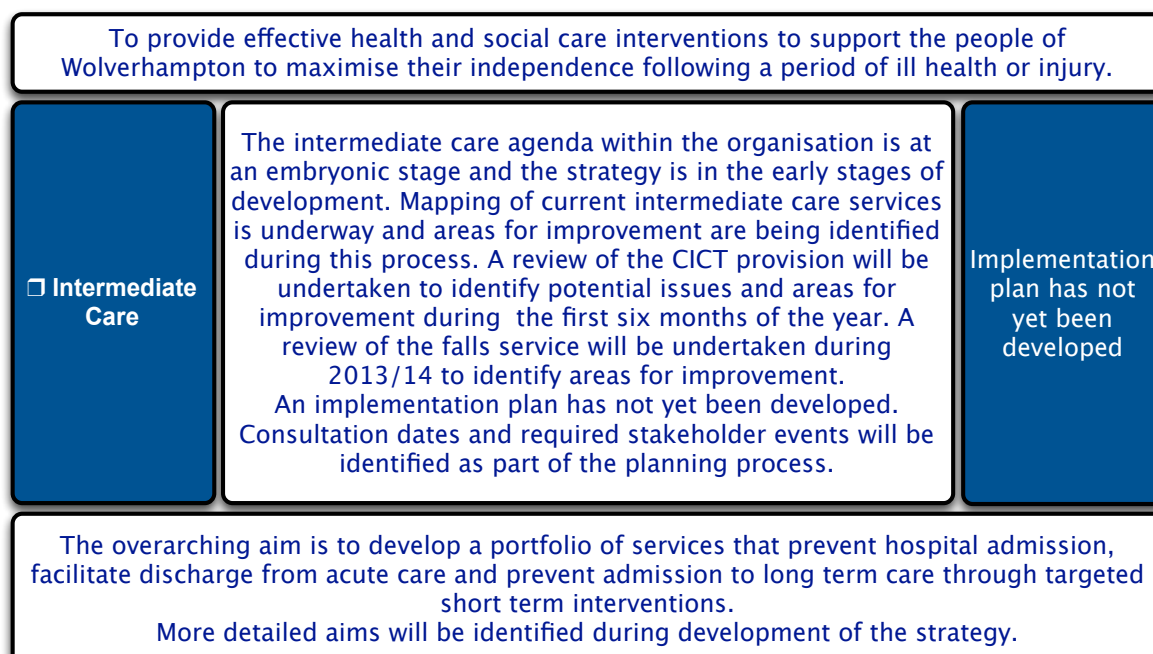 To provide effective health and social care interventions to support the people of
Wolverhampton to maximise their independence following a period of ill health or injury.
❒ Intermediate
Care
The intermediate care agenda within the organisation is at
an embryonic stage and the strategy is in the early stages of
development. Mapping of current intermediate care services
is underway and areas for improvement are being identified
during this process. A review of the CICT provision will be
undertaken to identify potential issues and areas for
improvement during  the first six months of the year. A
review of the falls service will be undertaken during
2013/14 to identify areas for improvement.
An implementation plan has not yet been developed.
Consultation dates and required stakeholder events will be
identified as part of the planning process.
Implementation
plan has not
yet been
developed
The overarching aim is to develop a portfolio of services that prevent hospital admission,
facilitate discharge from acute care and prevent admission to long term care through targeted
short term interventions.
More detailed aims will be identified during development of the strategy.